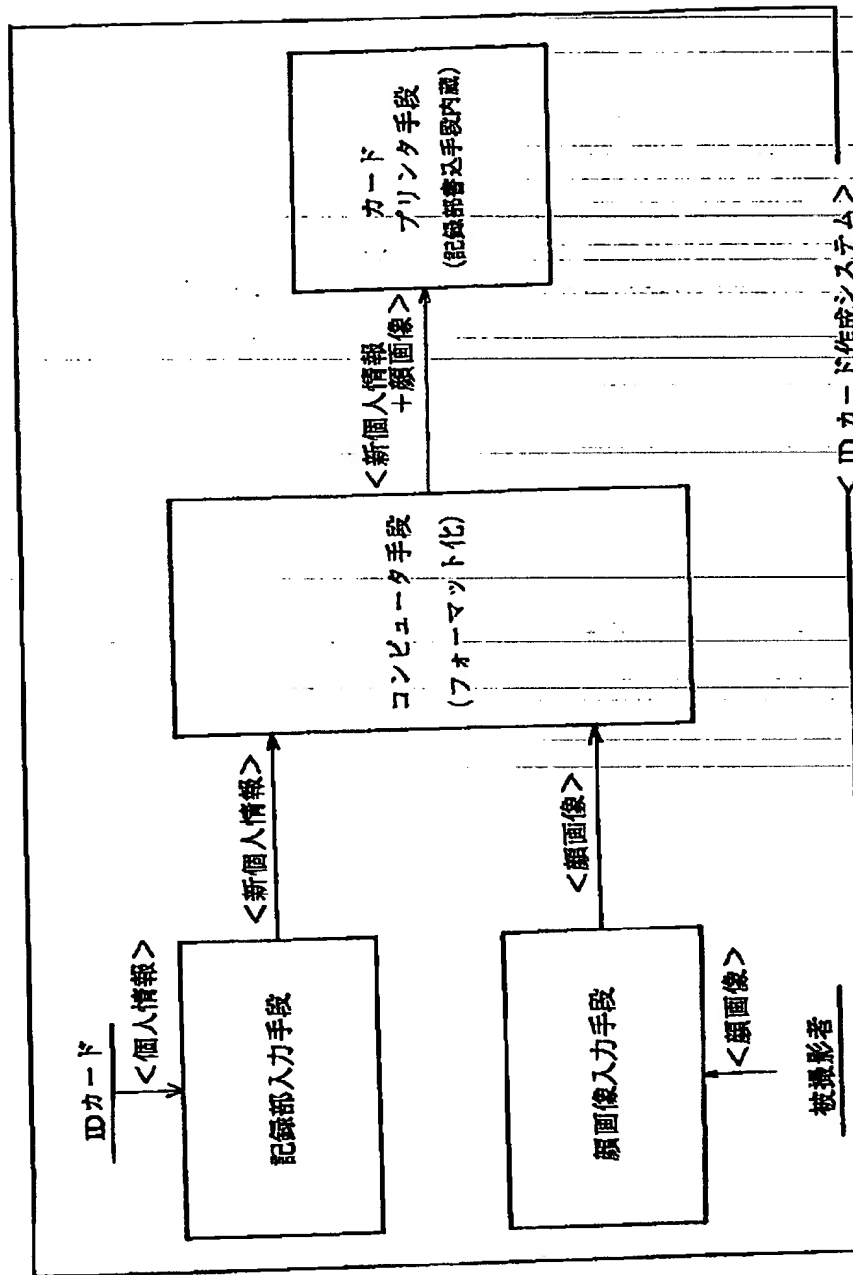 IDカード
<個人情報>
記録部入力手段
<新個人情報>
顔画像入力手段
<顔画像>
被撮影者
<顔画像>
コンピュータ手段
(フォーマット化)
<新個人情報
+顔画像>
カード
プリンタ手段
(記録部書込手段内蔵)
<IDカード作成システム>